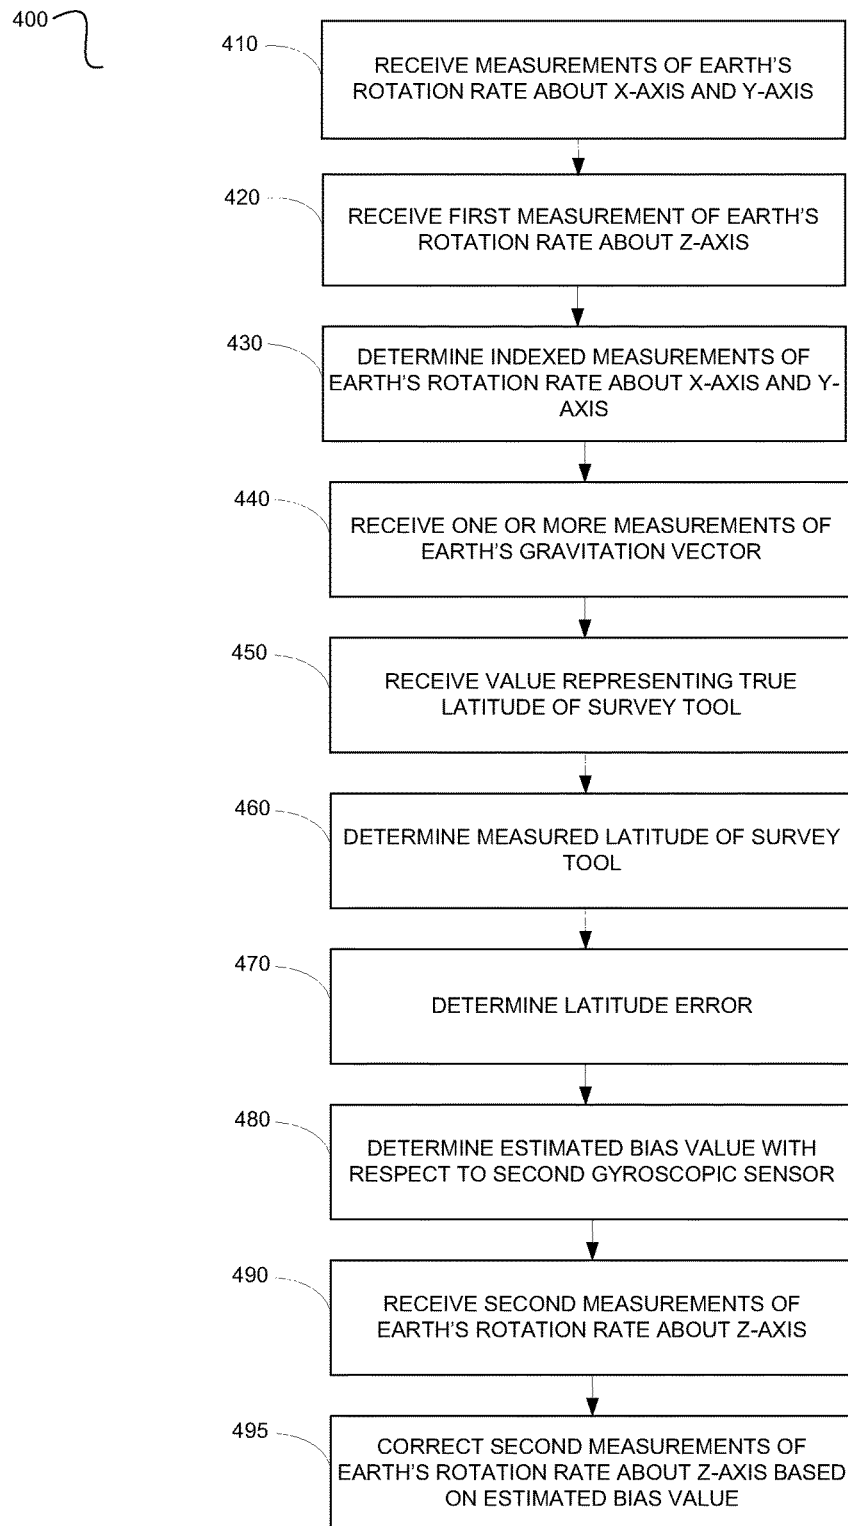 400
410
RECEIVE MEASUREMENTS OF EARTH'S
ROTATION RATE ABOUT X-AXIS AND Y-AXIS
420
RECEIVE FIRST MEASUREMENT OF EARTH'S
ROTATION RATE ABOUT Z-AXIS
430
DETERMINE INDEXED MEASUREMENTS OF
EARTH'S ROTATION RATE ABOUT X-AXIS AND Y-
AXIS
440
RECEIVE ONE OR MORE MEASUREMENTS OF
EARTH'S GRAVITATION VECTOR
450
RECEIVE VALUE REPRESENTING TRUE
LATITUDE OF SURVEY TOOL
460
DETERMINE MEASURED LATITUDE OF SURVEY
TOOL
470
DETERMINE LATITUDE ERROR
480
DETERMINE ESTIMATED BIAS VALUE WITH
RESPECT TO SECOND GYROSCOPIC SENSOR
490
RECEIVE SECOND MEASUREMENTS OF
EARTH'S ROTATION RATE ABOUT Z-AXIS
495
CORRECT SECOND MEASUREMENTS OF
EARTH'S ROTATION RATE ABOUT Z-AXIS BASED
ON ESTIMATED BIAS VALUE